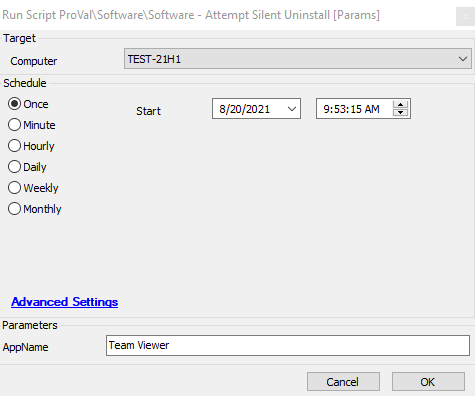 Run Script ProVal\Software\Software - Attempt Silent Uninstall [Params]
Target
Computer TEST-21H1
Schedule
Once Start 8/20/2021 9:53:15 AM
Minute
Hourly
Daily
Weekly
Monthly
Advanced Settings
Parameters
AppName Team Viewer
Cancel OK